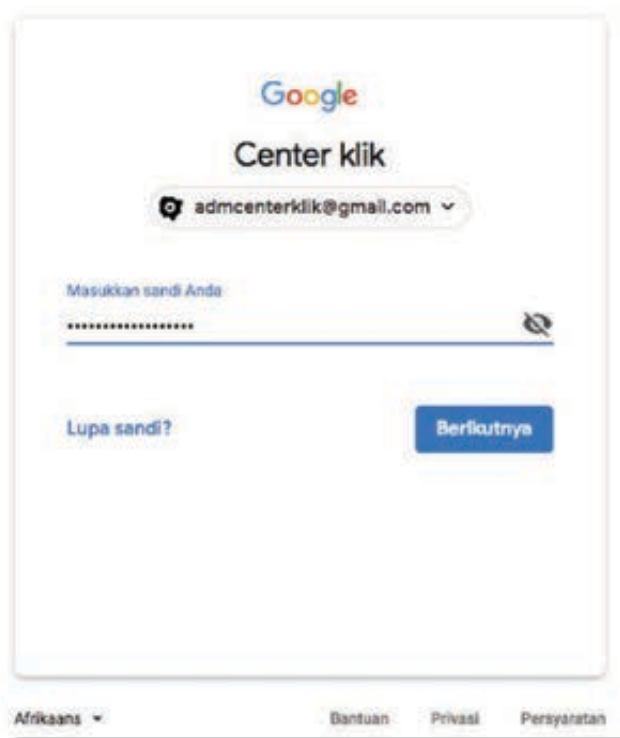 Google
Center klik
admcenterklik@gmail.com
Masukkan sandi Anda
••••••••••••••••••
Lupa sandi?
Berikutnya
Afrikaans
Bantuan Privasi Persyaratan